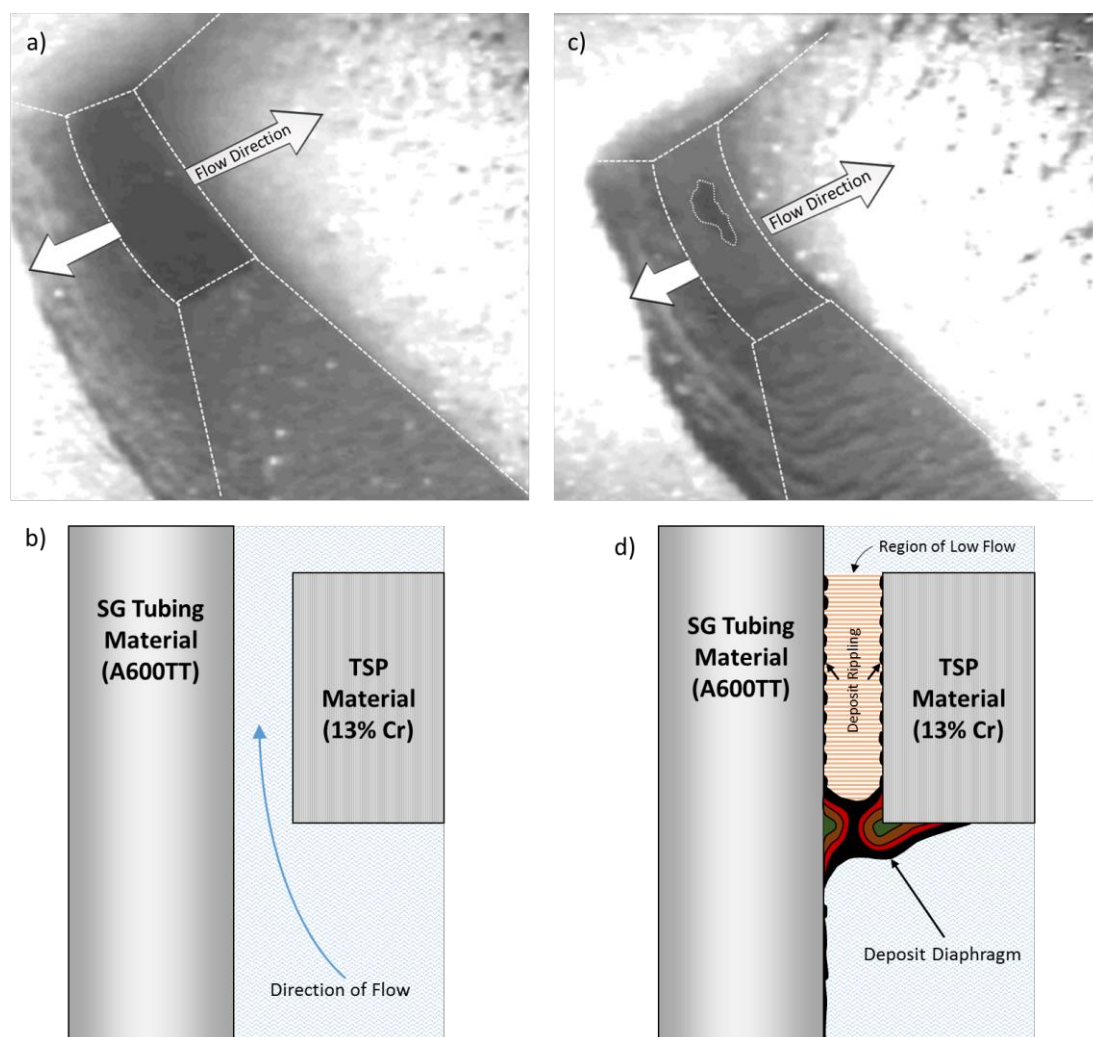 a)
Flow Direction
c)
Flow Direction
b)
SG Tubing
Material
(A600TT)
TSP
Material
(13% Cr)
Direction of Flow
d)
Region of Low Flow
SG Tubing
Material
(A600TT)
Deposit Rippling
TSP
Material
(13% Cr)
Deposit Diaphragm